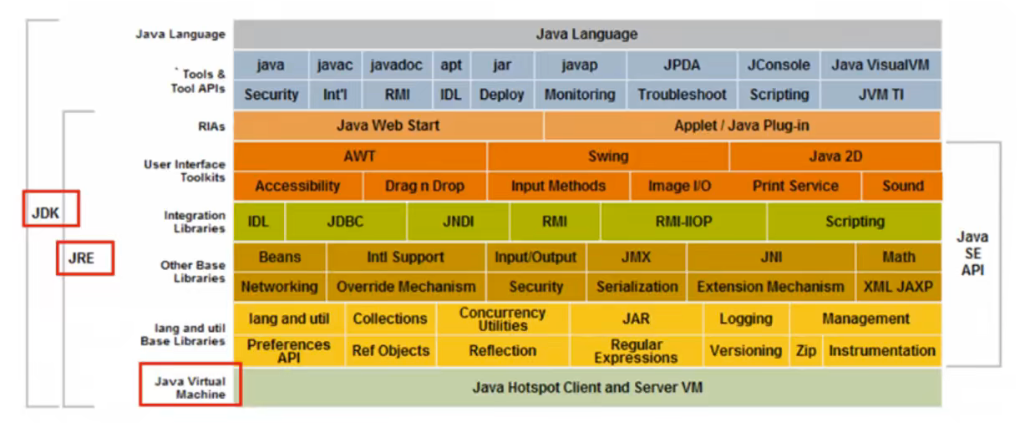 Java Language Java Language
` Tools & Tool APIs
java javac javadoc apt jar javap JPDA JConsole Java VisualVM
Security Int'l RMI IDL Deploy Monitoring Troubleshoot Scripting JVM TI
RIAs Java Web Start Applet / Java Plug-in
User Interface Toolkits
AWT Swing Java 2D
Accessibility Drag n Drop Input Methods Image I/O Print Service Sound
Integration Libraries
IDL JDBC JNDI RMI RMI-IIOP Scripting
Other Base Libraries
Beans Intl Support Input/Output JMX JNI Math
Networking Override Mechanism Security Serialization Extension Mechanism XML JAXP
lang and util Base Libraries
lang and util Collections Concurrency Utilities JAR Logging Management
Preferences API Ref Objects Reflection Regular Expressions Versioning Zip Instrumentation
Java Virtual Machine
Java Hotspot Client and Server VM
JDK
JRE
Java
SE
API